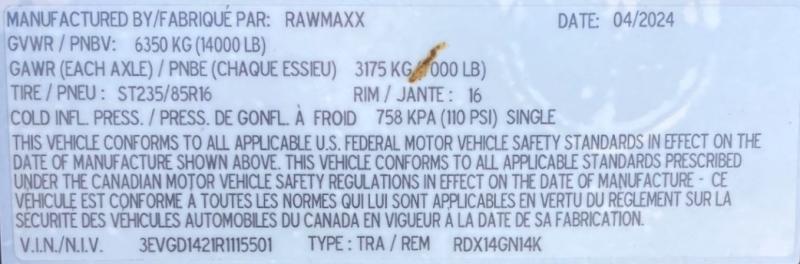 MANUFACTURED BY/FABRIQUÉ PAR: RAWMAXX DATE: 04/2024
GVWR / PNBV: 6350 KG (14000 LB)
GAWR (EACH AXLE) / PNBE (CHAQUE ESSIEU) 3175 KG 000 LB)
TIRE / PNEU : ST235/85R16 RIM / JANTE : 16
COLD INFL. PRESS. / PRESS. DE GONFL. À FROID 758 KPA (110 PSI) SINGLE
THIS VEHICLE CONFORMS TO ALL APPLICABLE U.S. FEDERAL MOTOR VEHICLE SAFETY STANDARDS IN EFFECT ON THE
DATE OF MANUFACTURE SHOWN ABOVE. THIS VEHICLE CONFORMS TO ALL APPLICABLE STANDARDS PRESCRIBED
UNDER THE CANADIAN MOTOR VEHICLE SAFETY REGULATIONS IN EFFECT ON THE DATE OF MANUFACTURE - CE
VÉHICULE EST CONFORME A TOUTES LES NORMES QUI LUI SONT APPLICABLES EN VERTU DU RÈGLEMENT SUR LA
SÉCURITÉ DES VÉHICULES AUTOMOBILES DU CANADA EN VIGUEUR A LA DATE DE SA FABRICATION.
V.I.N./N.I.V. 3EVGD1421R1115501 TYPE : TRA / REM RDX14GN14K